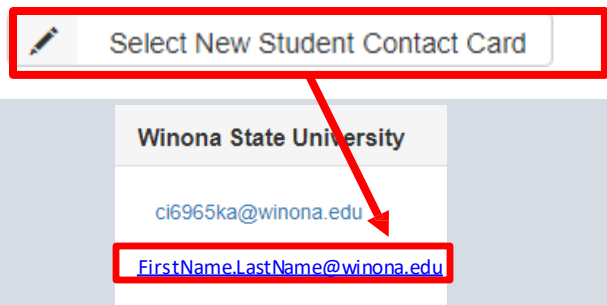 Select New Student Contact Card
Winona State University
ci6965ka@winona.edu
FirstName.LastName@winona.edu